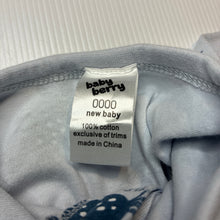 baby
berry
0000
new baby
100% cotton
exclusive of trims
made in China